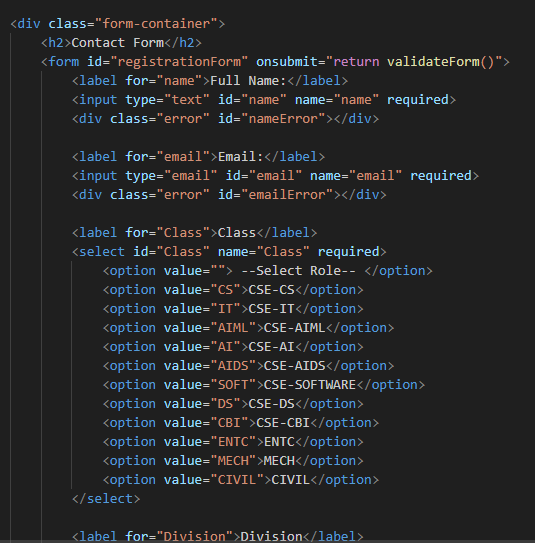 <div class="form-container">
<h2>Contact Form</h2>
<form id="registrationForm" onsubmit="return validateForm()">
<label for="name">Full Name:</label>
<input type="text" id="name" name="name" required>
<div class="error" id="nameError"></div>
<label for="email">Email:</label>
<input type="email" id="email" name="email" required>
<div class="error" id="emailError"></div>
<label for="Class">Class</label>
<select id="Class" name="Class" required>
<option value=""> --Select Role-- </option>
<option value="CS">CSE-CS</option>
<option value="IT">CSE-IT</option>
<option value="AIML">CSE-AIML</option>
<option value="AI">CSE-AI</option>
<option value="AIDS">CSE-AIDS</option>
<option value="SOFT">CSE-SOFTWARE</option>
<option value="DS">CSE-DS</option>
<option value="CBI">CSE-CBI</option>
<option value="ENTC">ENTC</option>
<option value="MECH">MECH</option>
<option value="CIVIL">CIVIL</option>
</select>
<label for="Division">Division</label>